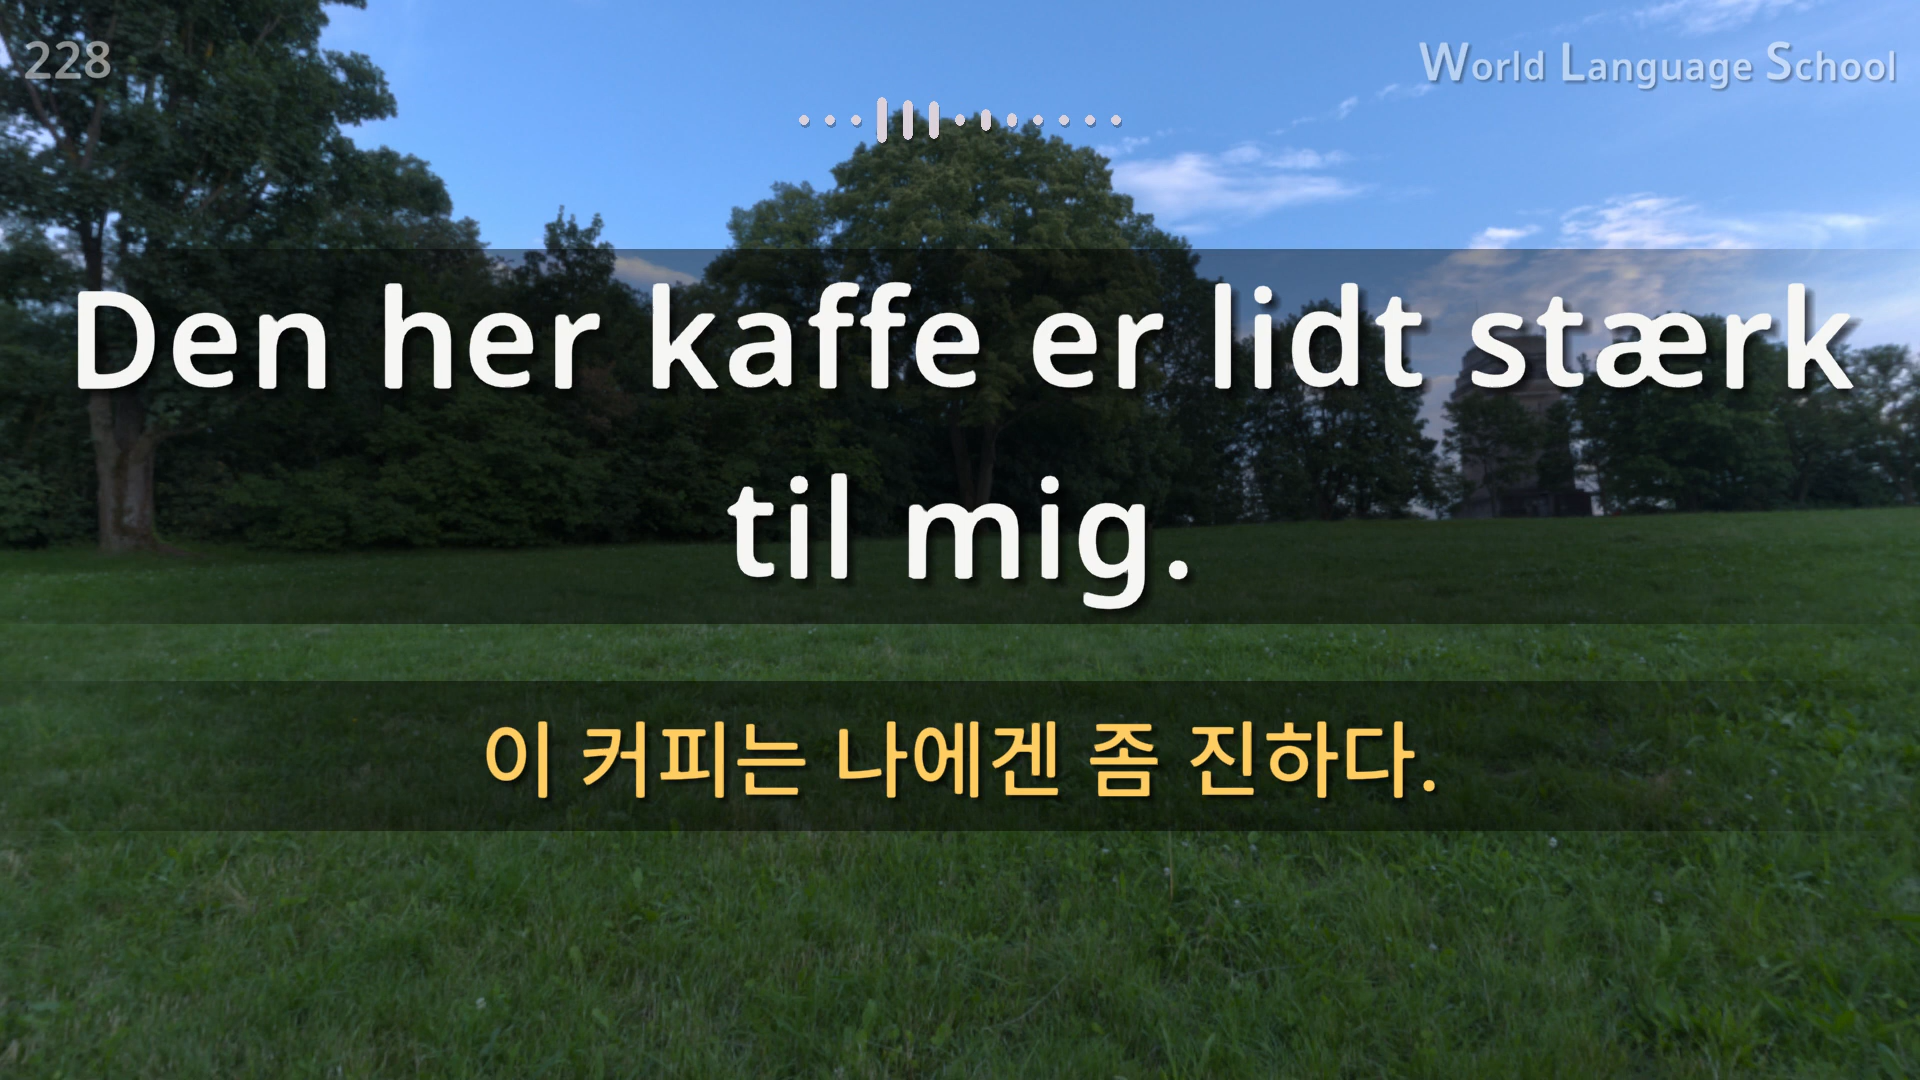 228
World Language School
Den her kaffe er lidt stærk
til mig.
이 커피는 나에겐 좀 진하다.